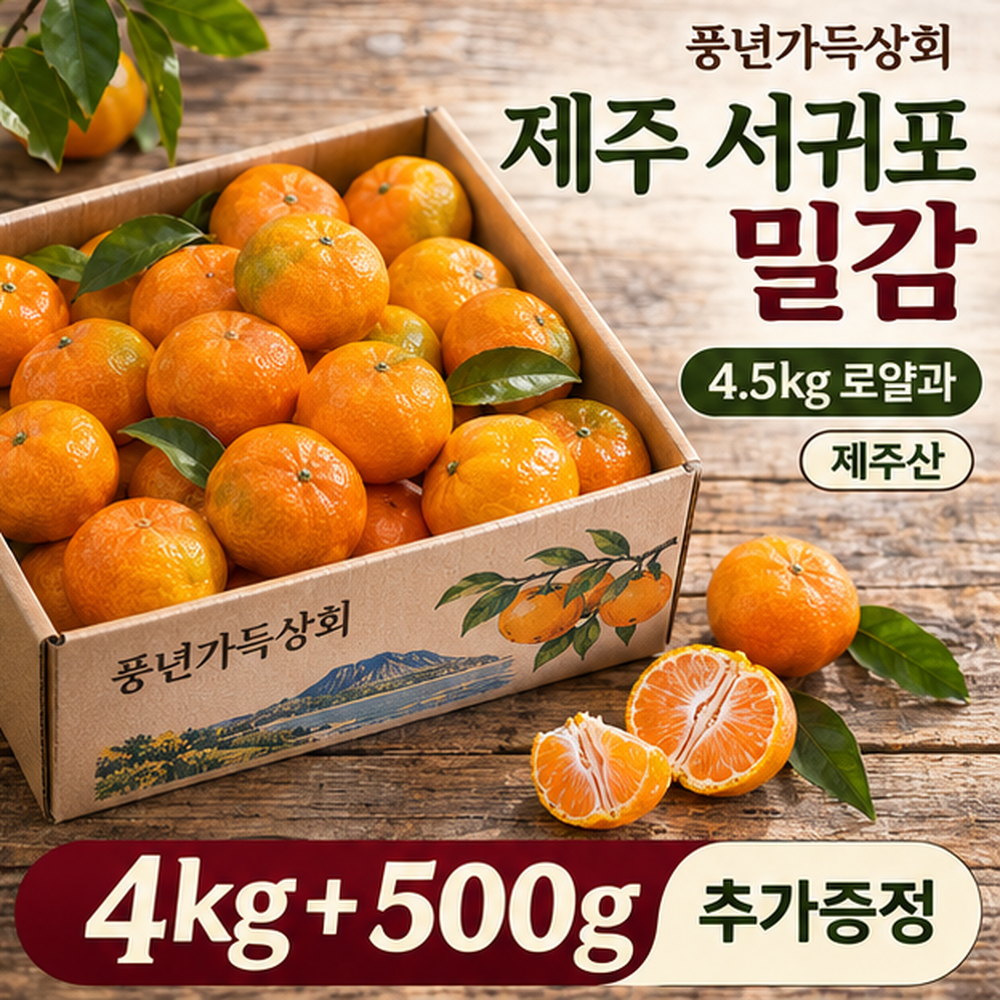 풍년가득상회
제주 서귀포
밀감
4.5kg 로얄과
제주산
풍년가득상회
4kg+500g 추가증정